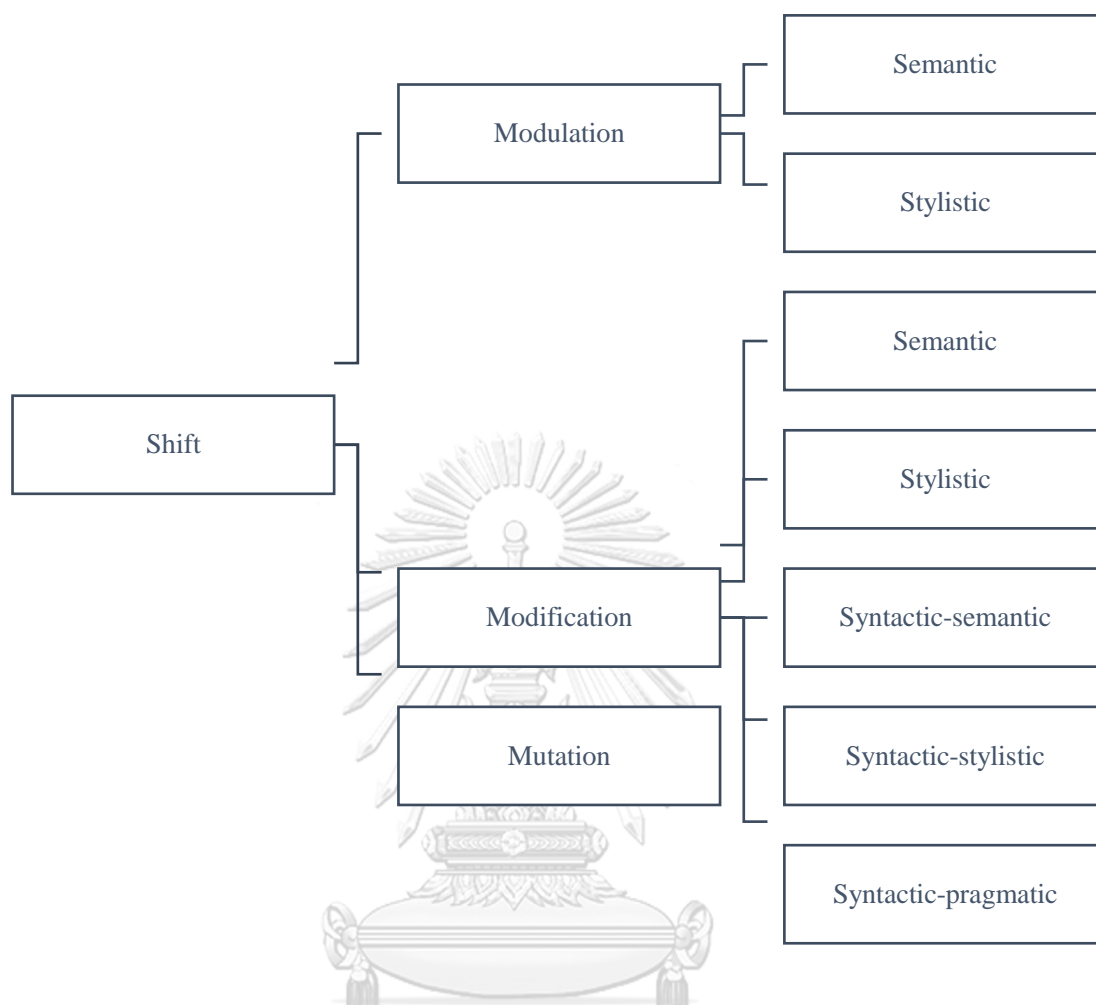 Semantic
Modulation
Stylistic
Semantic
Shift
Stylistic
Modification
Syntactic-semantic
Mutation
Syntactic-stylistic
Syntactic-pragmatic